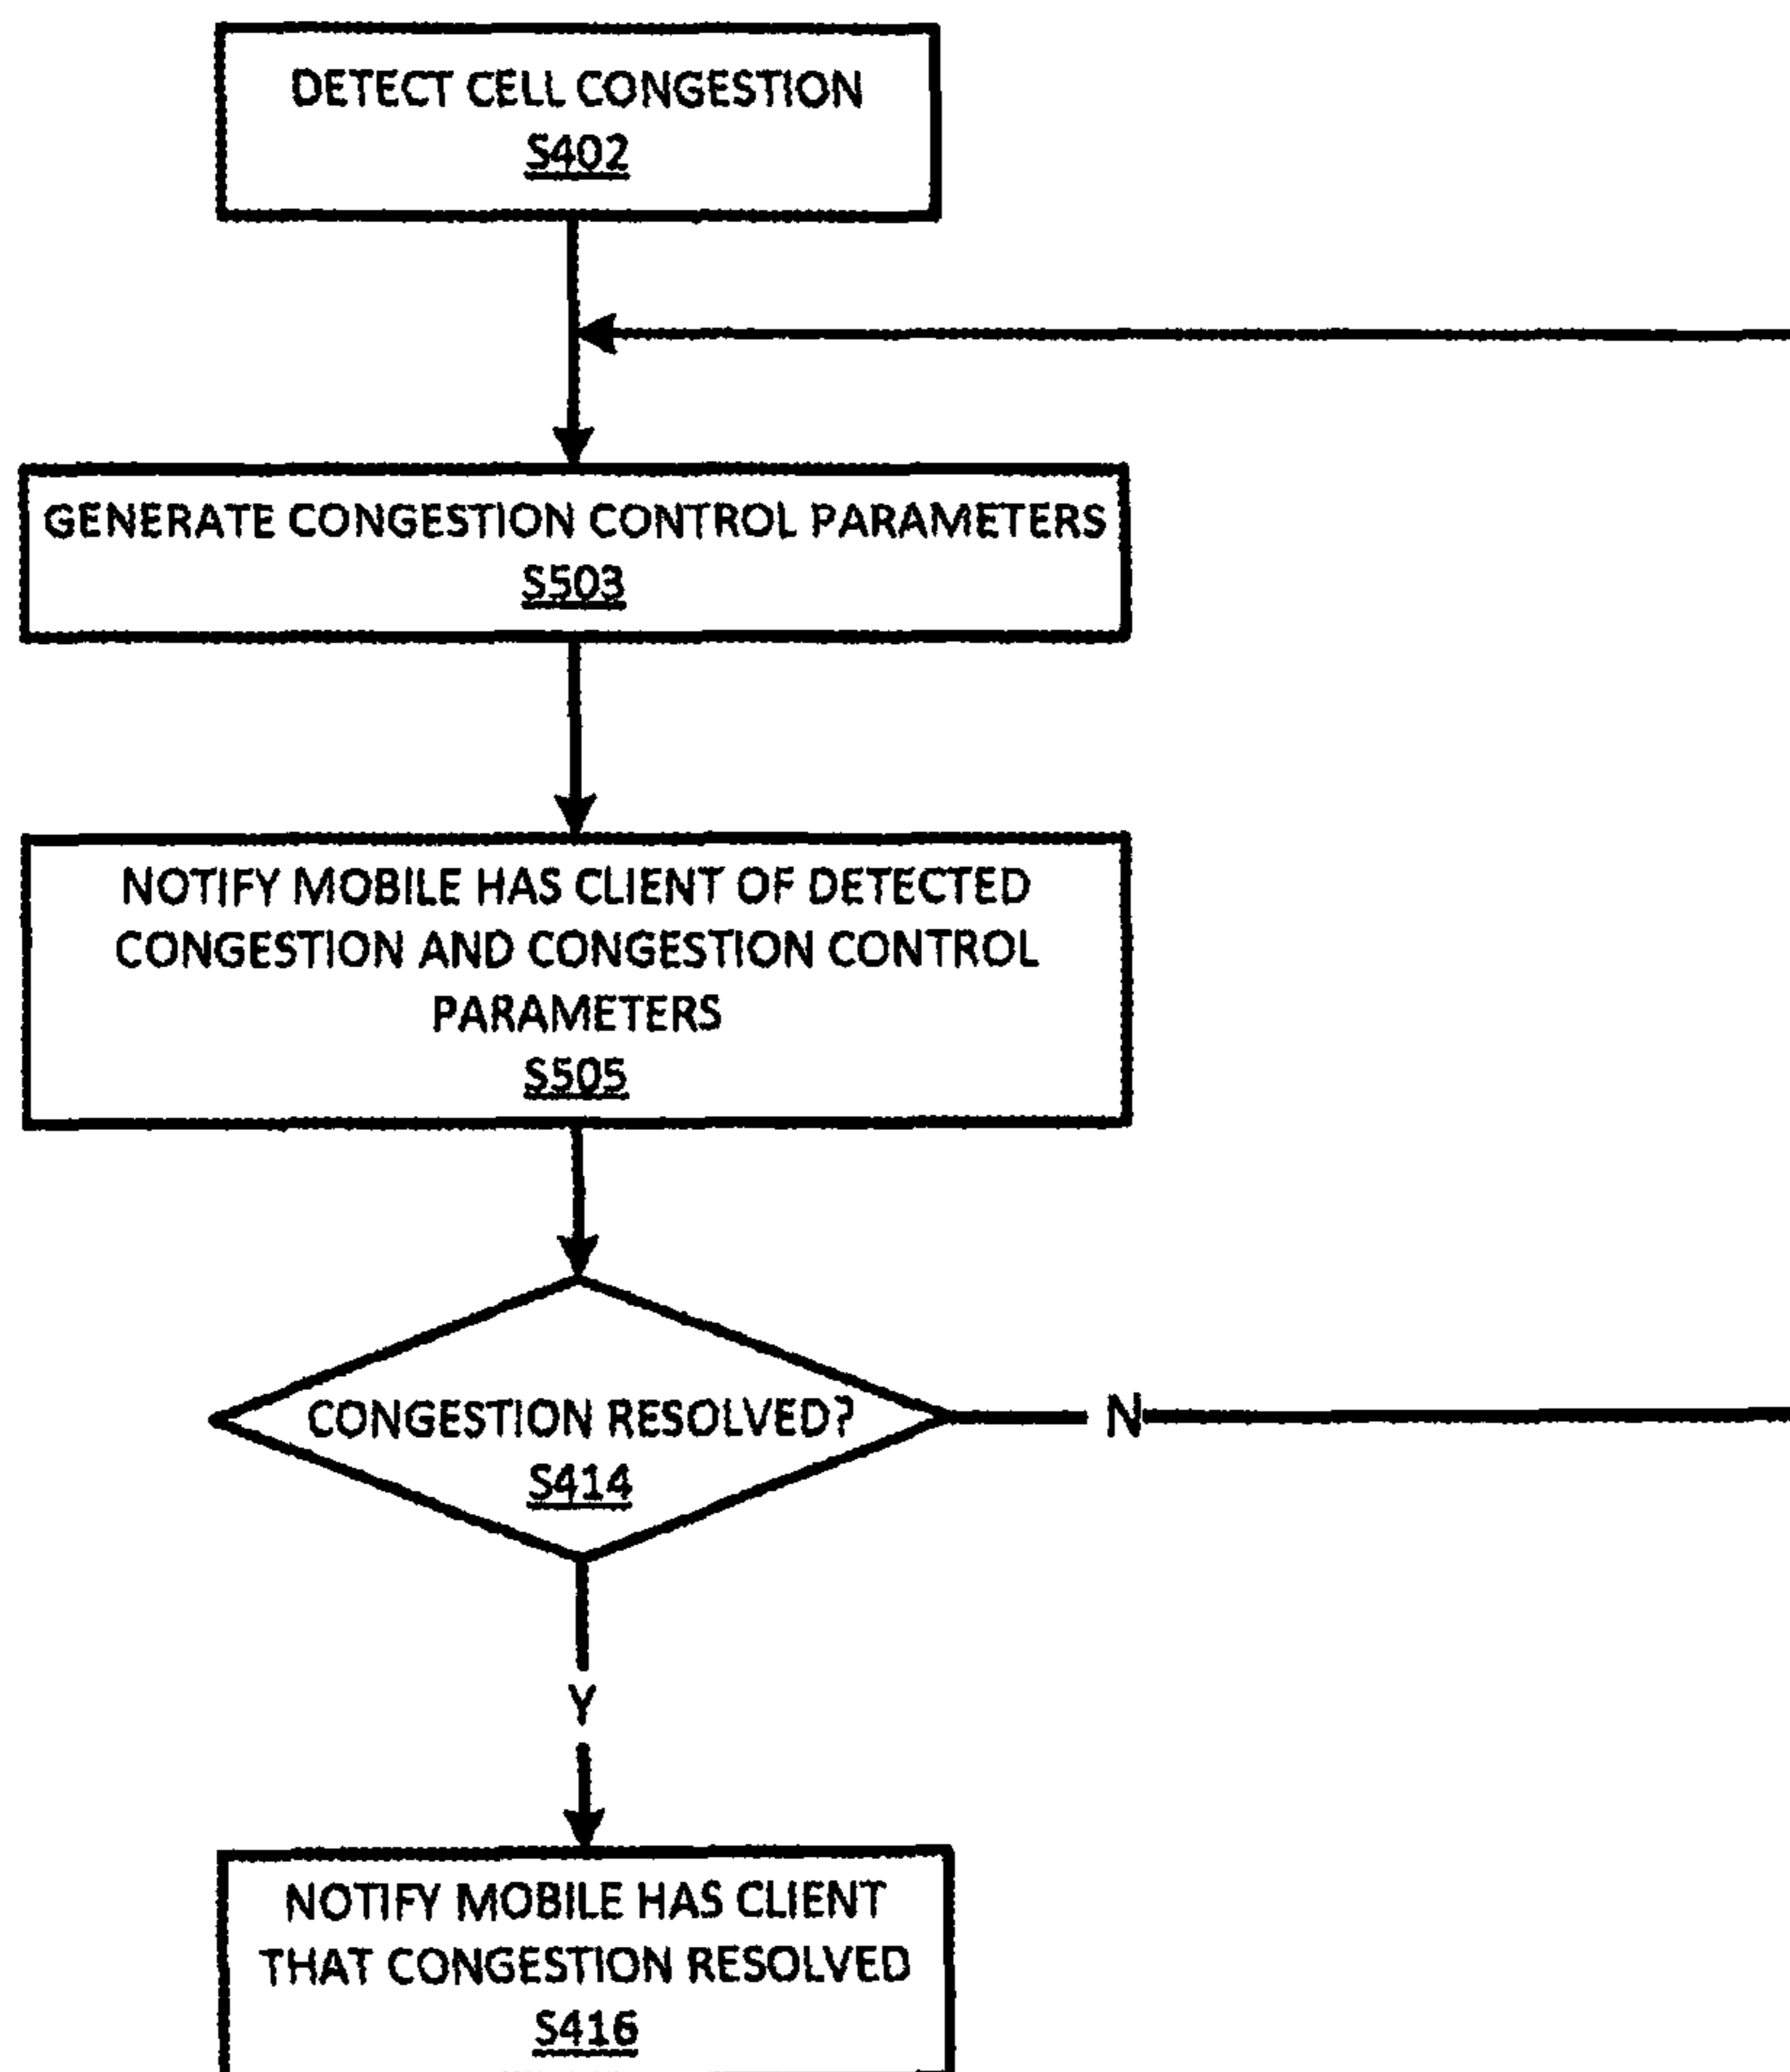 DETECT CELL CONGESTION
S402
GENERATE CONGESTION CONTROL PARAMETERS
S503
NOTIFY MOBILE HAS CLIENT OF DETECTED
CONGESTION AND CONGESTION CONTROL
PARAMETERS
S505
CONGESTION RESOLVED?
S414
N
Y
NOTIFY MOBILE HAS CLIENT
THAT CONGESTION RESOLVED
S416